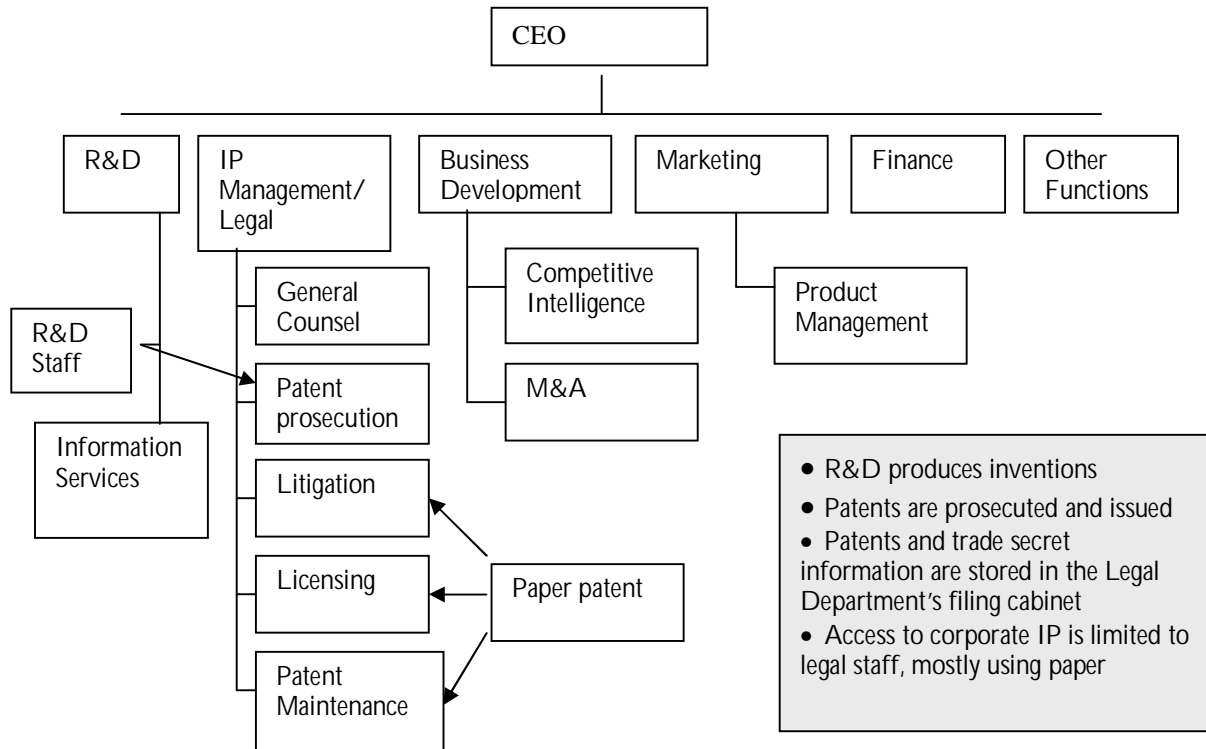 CEO
R&D
IP
Management/
Legal
Business
Development
Marketing
Finance
Other
Functions
General
Counsel
Competitive
Intelligence
Product
Management
R&D
Staff
Patent
prosecution
M&A
Information
Services
Litigation
Licensing
Paper patent
Patent
Maintenance
• R&D produces inventions
• Patents are prosecuted and issued
• Patents and trade secret
information are stored in the Legal
Department's filing cabinet
• Access to corporate IP is limited to
legal staff, mostly using paper